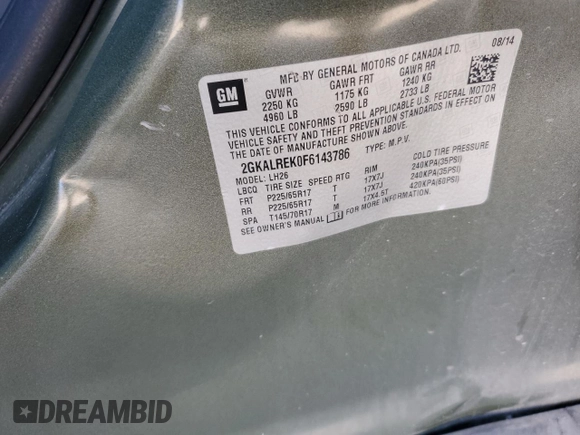 08/14
MFD BY GENERAL MOTORS OF CANADA LTD.
GM
GVWR GAWR FRT GAWR RR
2250 KG 1175 KG 1240 KG
4960 LB 2590 LB 2733 LB
THIS VEHICLE CONFORMS TO ALL APPLICABLE U.S. FEDERAL MOTOR
VEHICLE SAFETY, BUMPER, AND THEFT PREVENTION STANDARDS IN EFFECT ON
THE DATE OF MANUFACTURE SHOWN ABOVE.
2GKALREK0F6143786 TYPE: M.P.V.
MODEL: LH26
LBCQ TIRE SIZE SPEED RTG RIM COLD TIRE PRESSURE
FRT P225/65R17 T 17X7J 240KPA(35PSI)
RR P225/65R17 T 17X7J 240KPA(35PSI)
SPA T145/70R17 M 17X4.5T 420KPA(60PSI)
SEE OWNER'S MANUAL FOR MORE INFORMATION.
DREAMBID